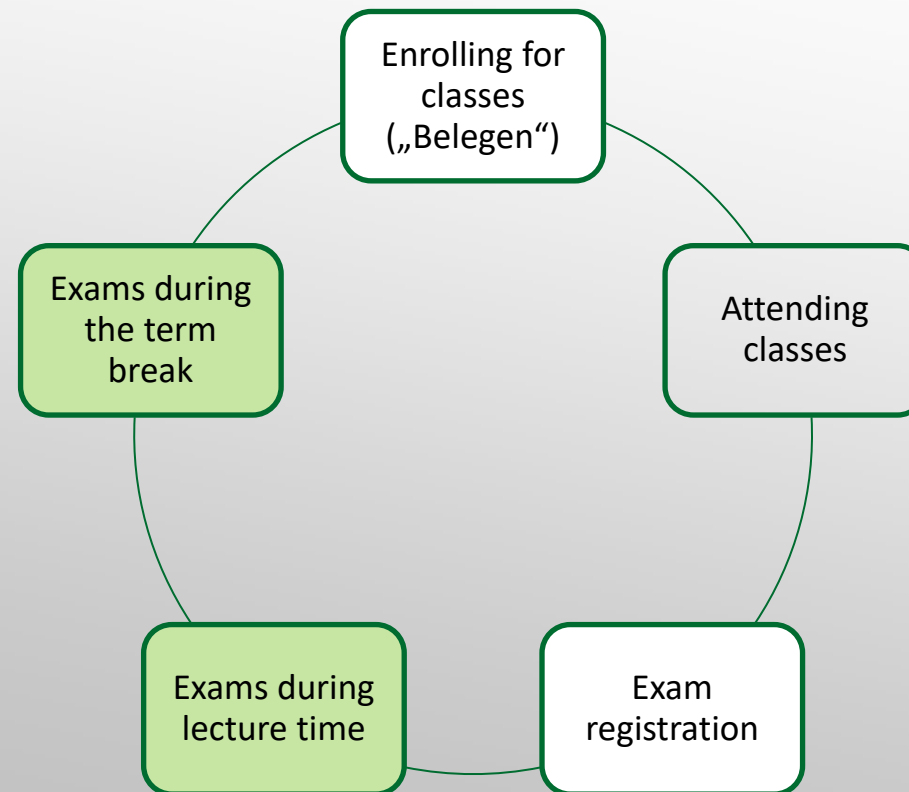 Enrolling for
classes
(„Belegen“)
Attending
classes
Exam
registration
Exams during
lecture time
Exams during
the term
break